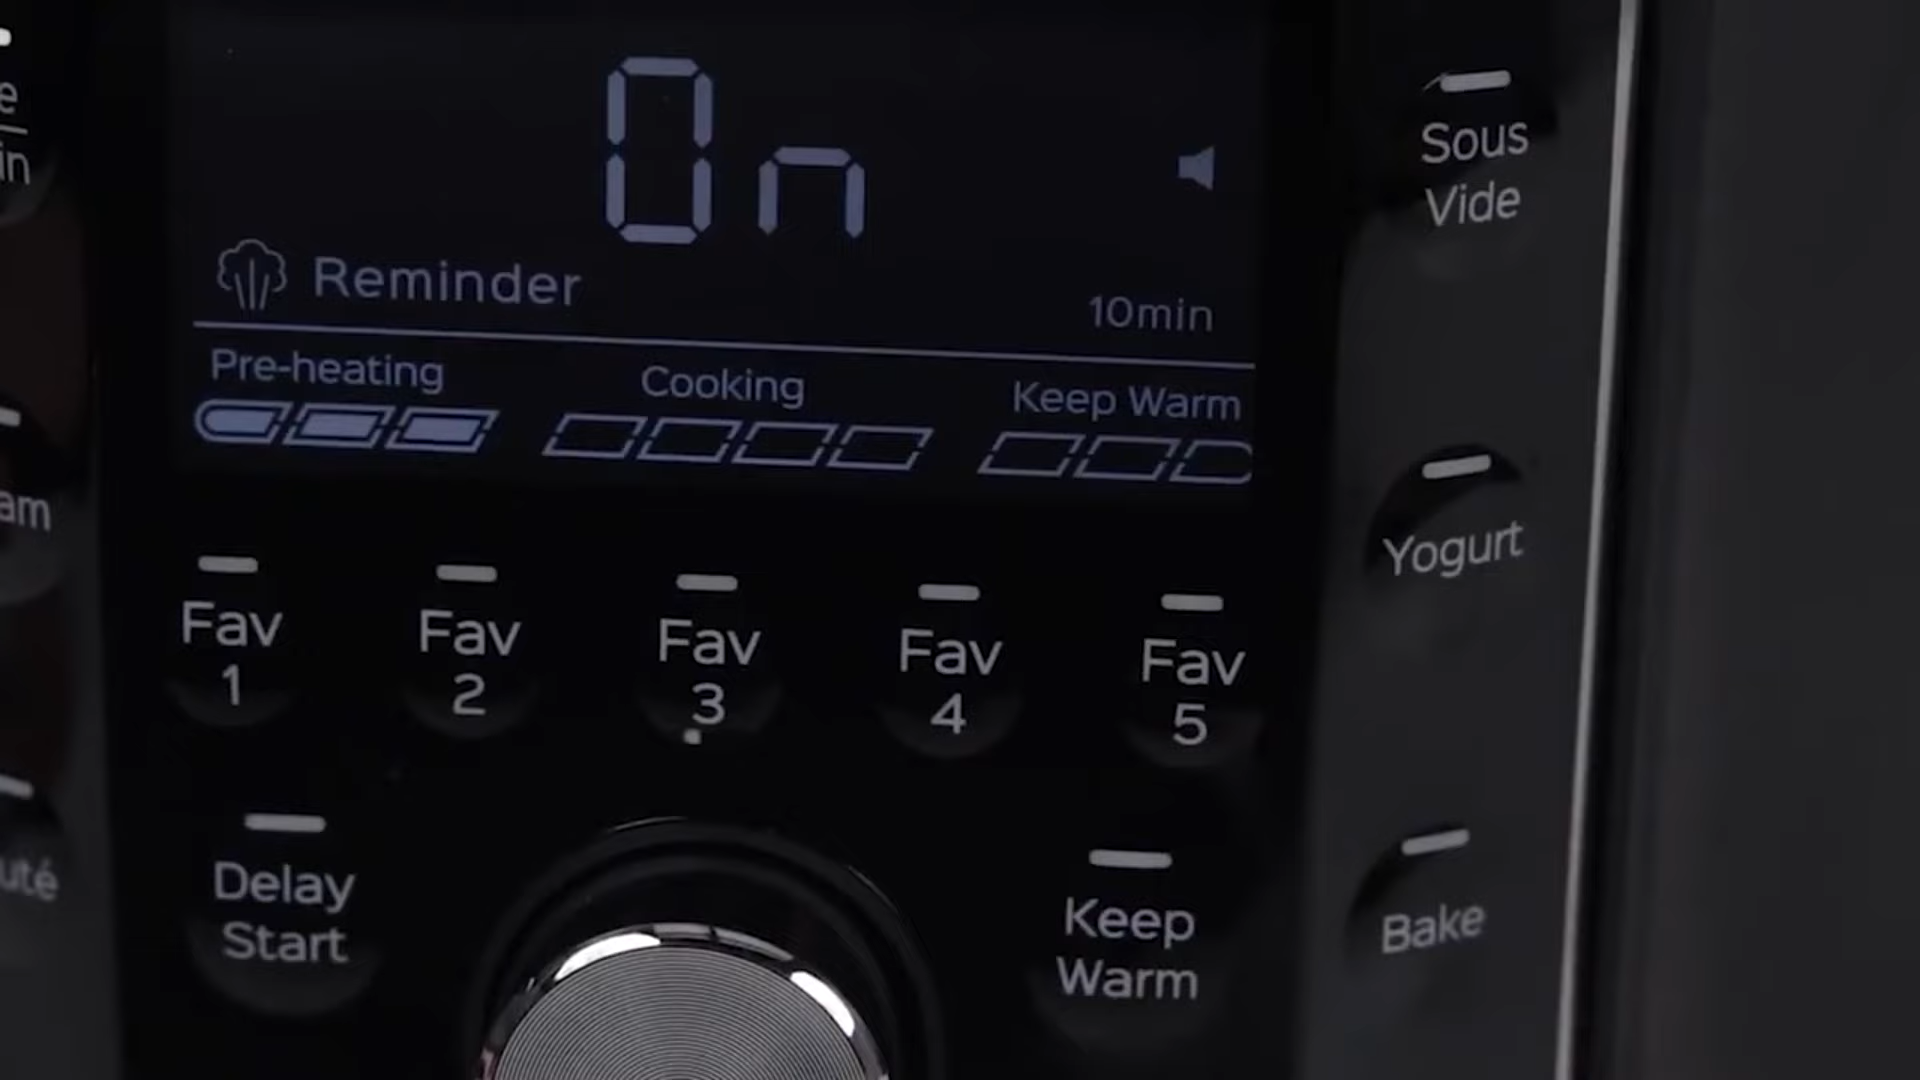 On
Reminder
10min
Pre-heating Cooking Keep Warm
Fav 1
Fav 2
Fav 3
Fav 4
Fav 5
Delay
Start
Keep
Warm
Sous
Vide
Yogurt
Bake